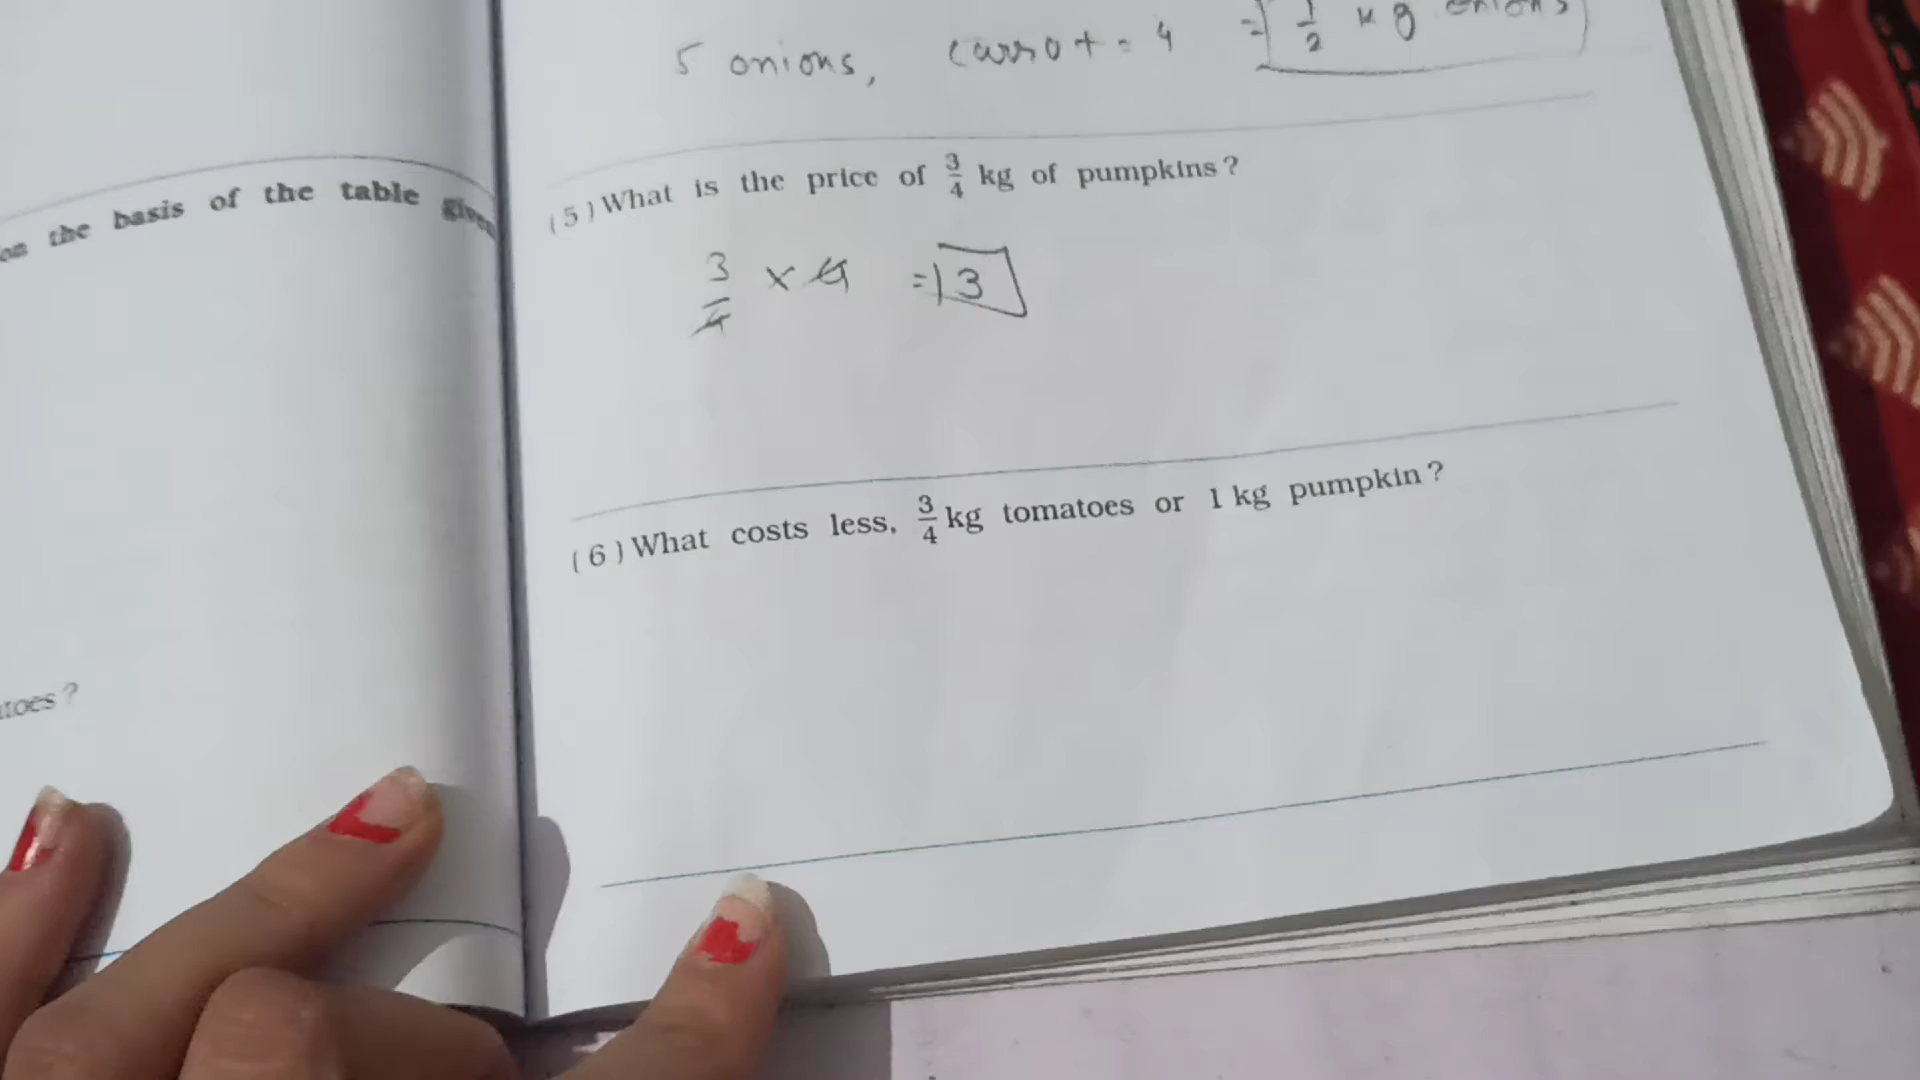 5 onions, carrot = 4 = 1/2 kg onions
(5) What is the price of 3/4 kg of pumpkins?
3/4 × 4 = 3
(6) What costs less, 3/4 kg tomatoes or 1 kg pumpkin?
on the basis of the table
toes?